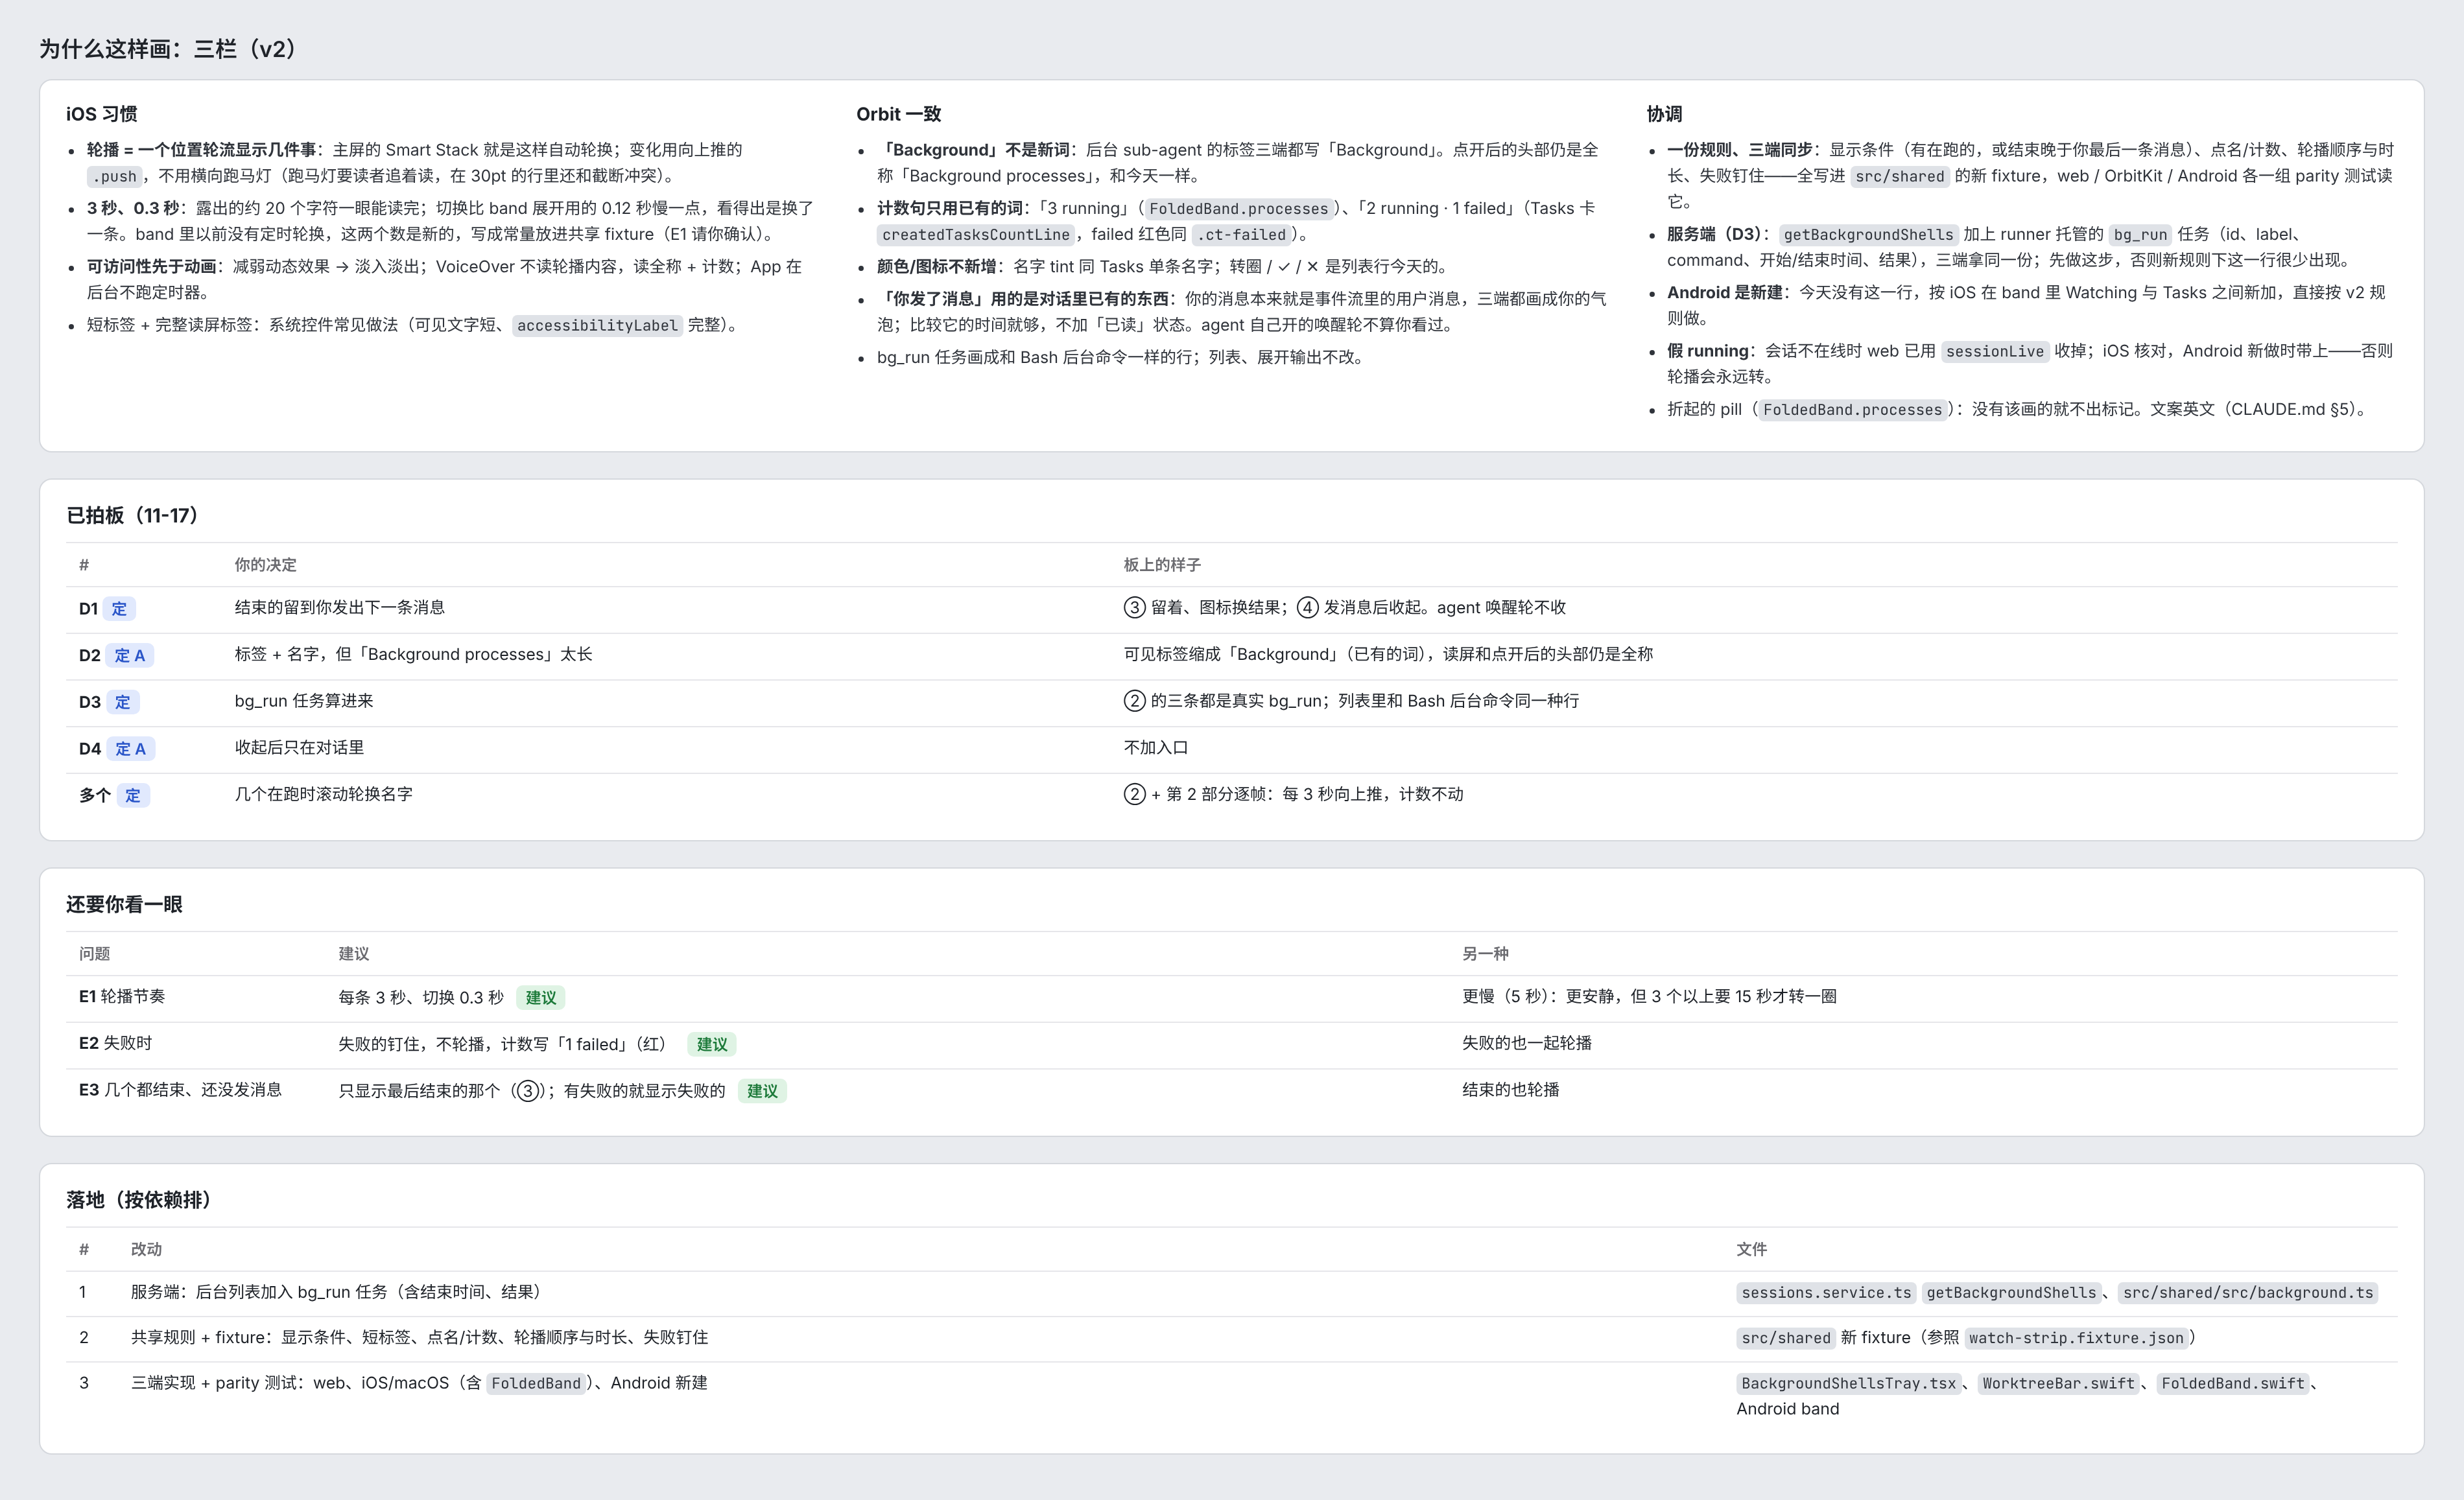 为什么这样画：三栏（v2）
iOS 习惯
轮播 = 一个位置轮流显示几件事：主屏的 Smart Stack 就是这样自动轮换；变化用向上推的
.push，不用横向跑马灯（跑马灯要读者追着读，在 30pt 的行里还和截断冲突）。
3 秒、0.3 秒：露出的约 20 个字符一眼能读完；切换比 band 展开用的 0.12 秒慢一点，看得出是换了
一条。band 里以前没有定时轮换，这两个数是新的，写成常量放进共享 fixture（E1 请你确认）。
可访问性先于动画：减弱动态效果 → 淡入淡出；VoiceOver 不读轮播内容，读全称 + 计数；App 在
后台不跑定时器。
短标签 + 完整读屏标签：系统控件常见做法（可见文字短、accessibilityLabel 完整）。
Orbit 一致
「Background」不是新词：后台 sub-agent 的标签三端都写「Background」。点开后的头部仍是全
称「Background processes」，和今天一样。
计数句只用已有的词：「3 running」（FoldedBand.processes）、「2 running · 1 failed」（Tasks 卡
createdTasksCountLine，failed 红色同 .ct-failed）。
颜色/图标不新增：名字 tint 同 Tasks 单条名字；转圈 / ✓ / ✕ 是列表行今天的。
「你发了消息」用的是对话里已有的东西：你的消息本来就是事件流里的用户消息，三端都画成你的气
泡；比较它的时间就够，不加「已读」状态。agent 自己开的唤醒轮不算你看过。
bg_run 任务画成和 Bash 后台命令一样的行；列表、展开输出不改。
协调
一份规则、三端同步：显示条件（有在跑的，或结束晚于你最后一条消息）、点名/计数、轮播顺序与时
长、失败钉住——全写进 src/shared 的新 fixture，web / OrbitKit / Android 各一组 parity 测试读
它。
服务端（D3）：getBackgroundShells 加上 runner 托管的 bg_run 任务（id、label、
command、开始/结束时间、结果），三端拿同一份；先做这步，否则新规则下这一行很少出现。
Android 是新建：今天没有这一行，按 iOS 在 band 里 Watching 与 Tasks 之间新加，直接按 v2 规
则做。
假 running：会话不在线时 web 已用 sessionLive 收掉；iOS 核对，Android 新做时带上——否则
轮播会永远转。
折起的 pill（FoldedBand.processes）：没有该画的就不出标记。文案英文（CLAUDE.md §5）。
已拍板（11-17）
# 你的决定 板上的样子
D1 定 结束的留到你发出下一条消息 ③ 留着、图标换结果；④ 发消息后收起。agent 唤醒轮不收
D2 定 A 标签 + 名字，但「Background processes」太长 可见标签缩成「Background」（已有的词），读屏和点开后的头部仍是全称
D3 定 bg_run 任务算进来 ② 的三条都是真实 bg_run；列表里和 Bash 后台命令同一种行
D4 定 A 收起后只在对话里 不加入口
多个 定 几个在跑时滚动轮换名字 ② + 第 2 部分逐帧：每 3 秒向上推，计数不动
还要你看一眼
问题 建议 另一种
E1 轮播节奏 每条 3 秒、切换 0.3 秒 建议 更慢（5 秒）：更安静，但 3 个以上要 15 秒才转一圈
E2 失败时 失败的钉住，不轮播，计数写「1 failed」（红） 建议 失败的也一起轮播
E3 几个都结束、还没发消息 只显示最后结束的那个（③）；有失败的就显示失败的 建议 结束的也轮播
落地（按依赖排）
# 改动 文件
1 服务端：后台列表加入 bg_run 任务（含结束时间、结果） sessions.service.ts getBackgroundShells、src/shared/src/background.ts
2 共享规则 + fixture：显示条件、短标签、点名/计数、轮播顺序与时长、失败钉住 src/shared 新 fixture（参照 watch-strip.fixture.json）
3 三端实现 + parity 测试：web、iOS/macOS（含 FoldedBand）、Android 新建 BackgroundShellsTray.tsx、WorktreeBar.swift、FoldedBand.swift、
Android band